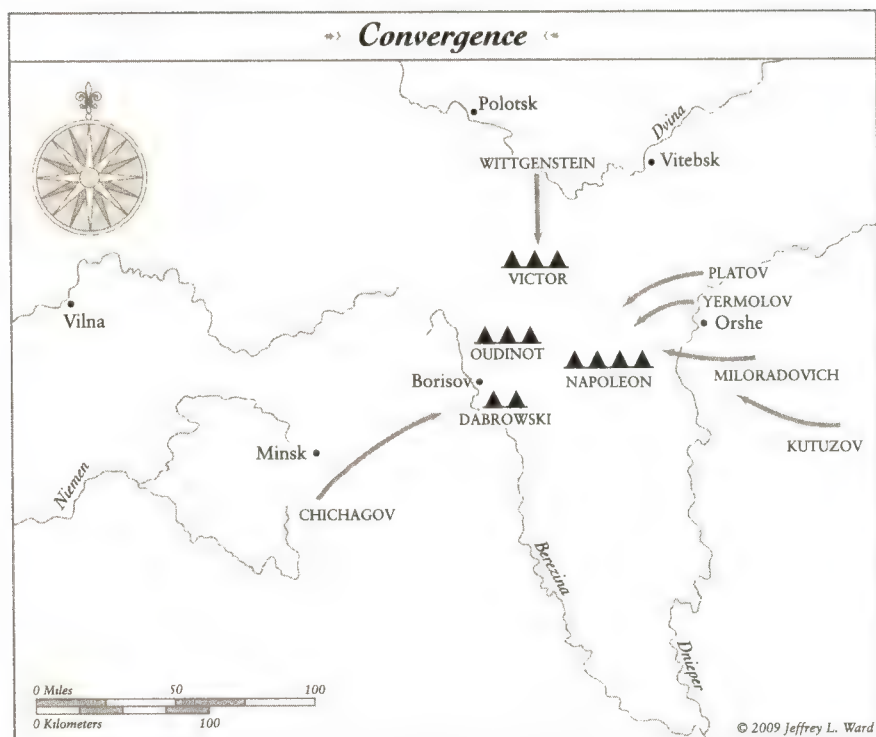 Convergence
Polotsk
Dvina
WITTGENSTEIN
Vitebsk
VICTOR
PLATOV
YERMOLOV
Vilna
Orshe
OUDINOT
Borisov
NAPOLEON
MILORADOVICH
DABROWSKI
KUTUZOV
Minsk
Niemen
CHICHAGOV
Berezina
Dnieper
0 Miles 50 100
0 Kilometers 100
© 2009 Jeffrey L. Ward